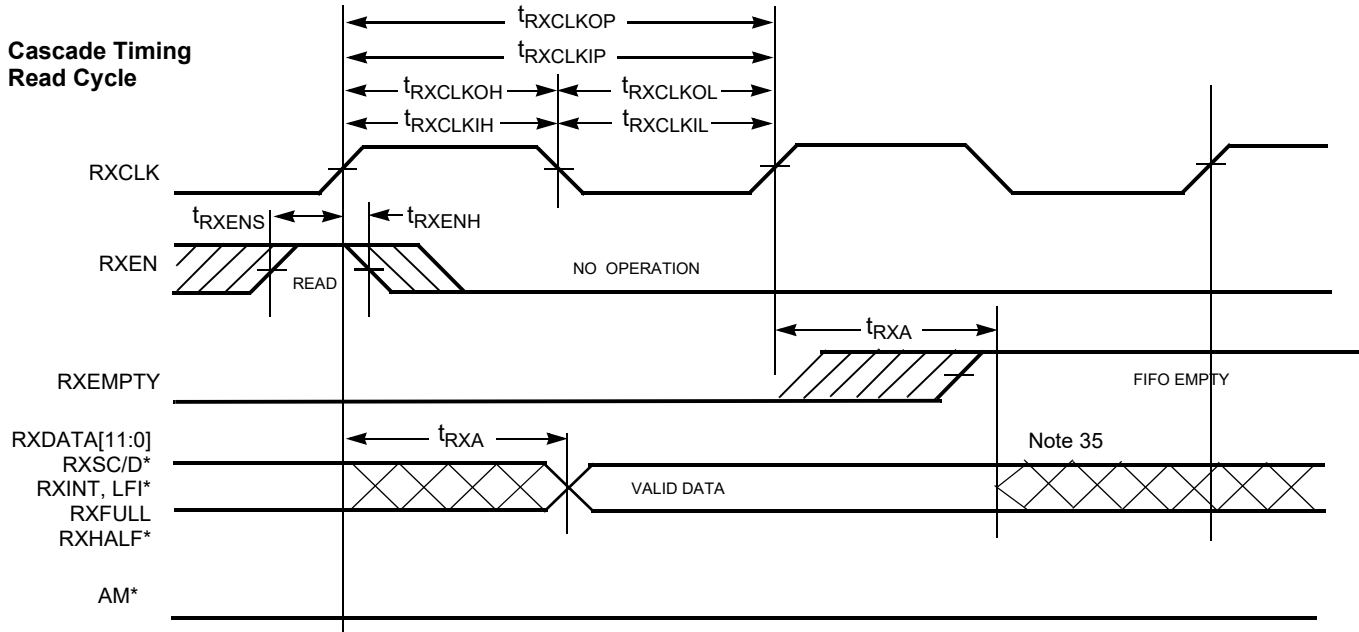 Cascade Timing
Read Cycle
tRXCLKOP
tRXCLKIP
tRXCLKOH
tRXCLKOL
tRXCLKIH
tRXCLKIL
RXCLK
tRXENS
tRXENH
RXEN
READ
NO OPERATION
tRXA
RXEMPTY
FIFO EMPTY
RXDATA[11:0]
RXSC/D*
RXINT, LFI*
RXFULL
RXHALF*
tRXA
Note 35
VALID DATA
AM*